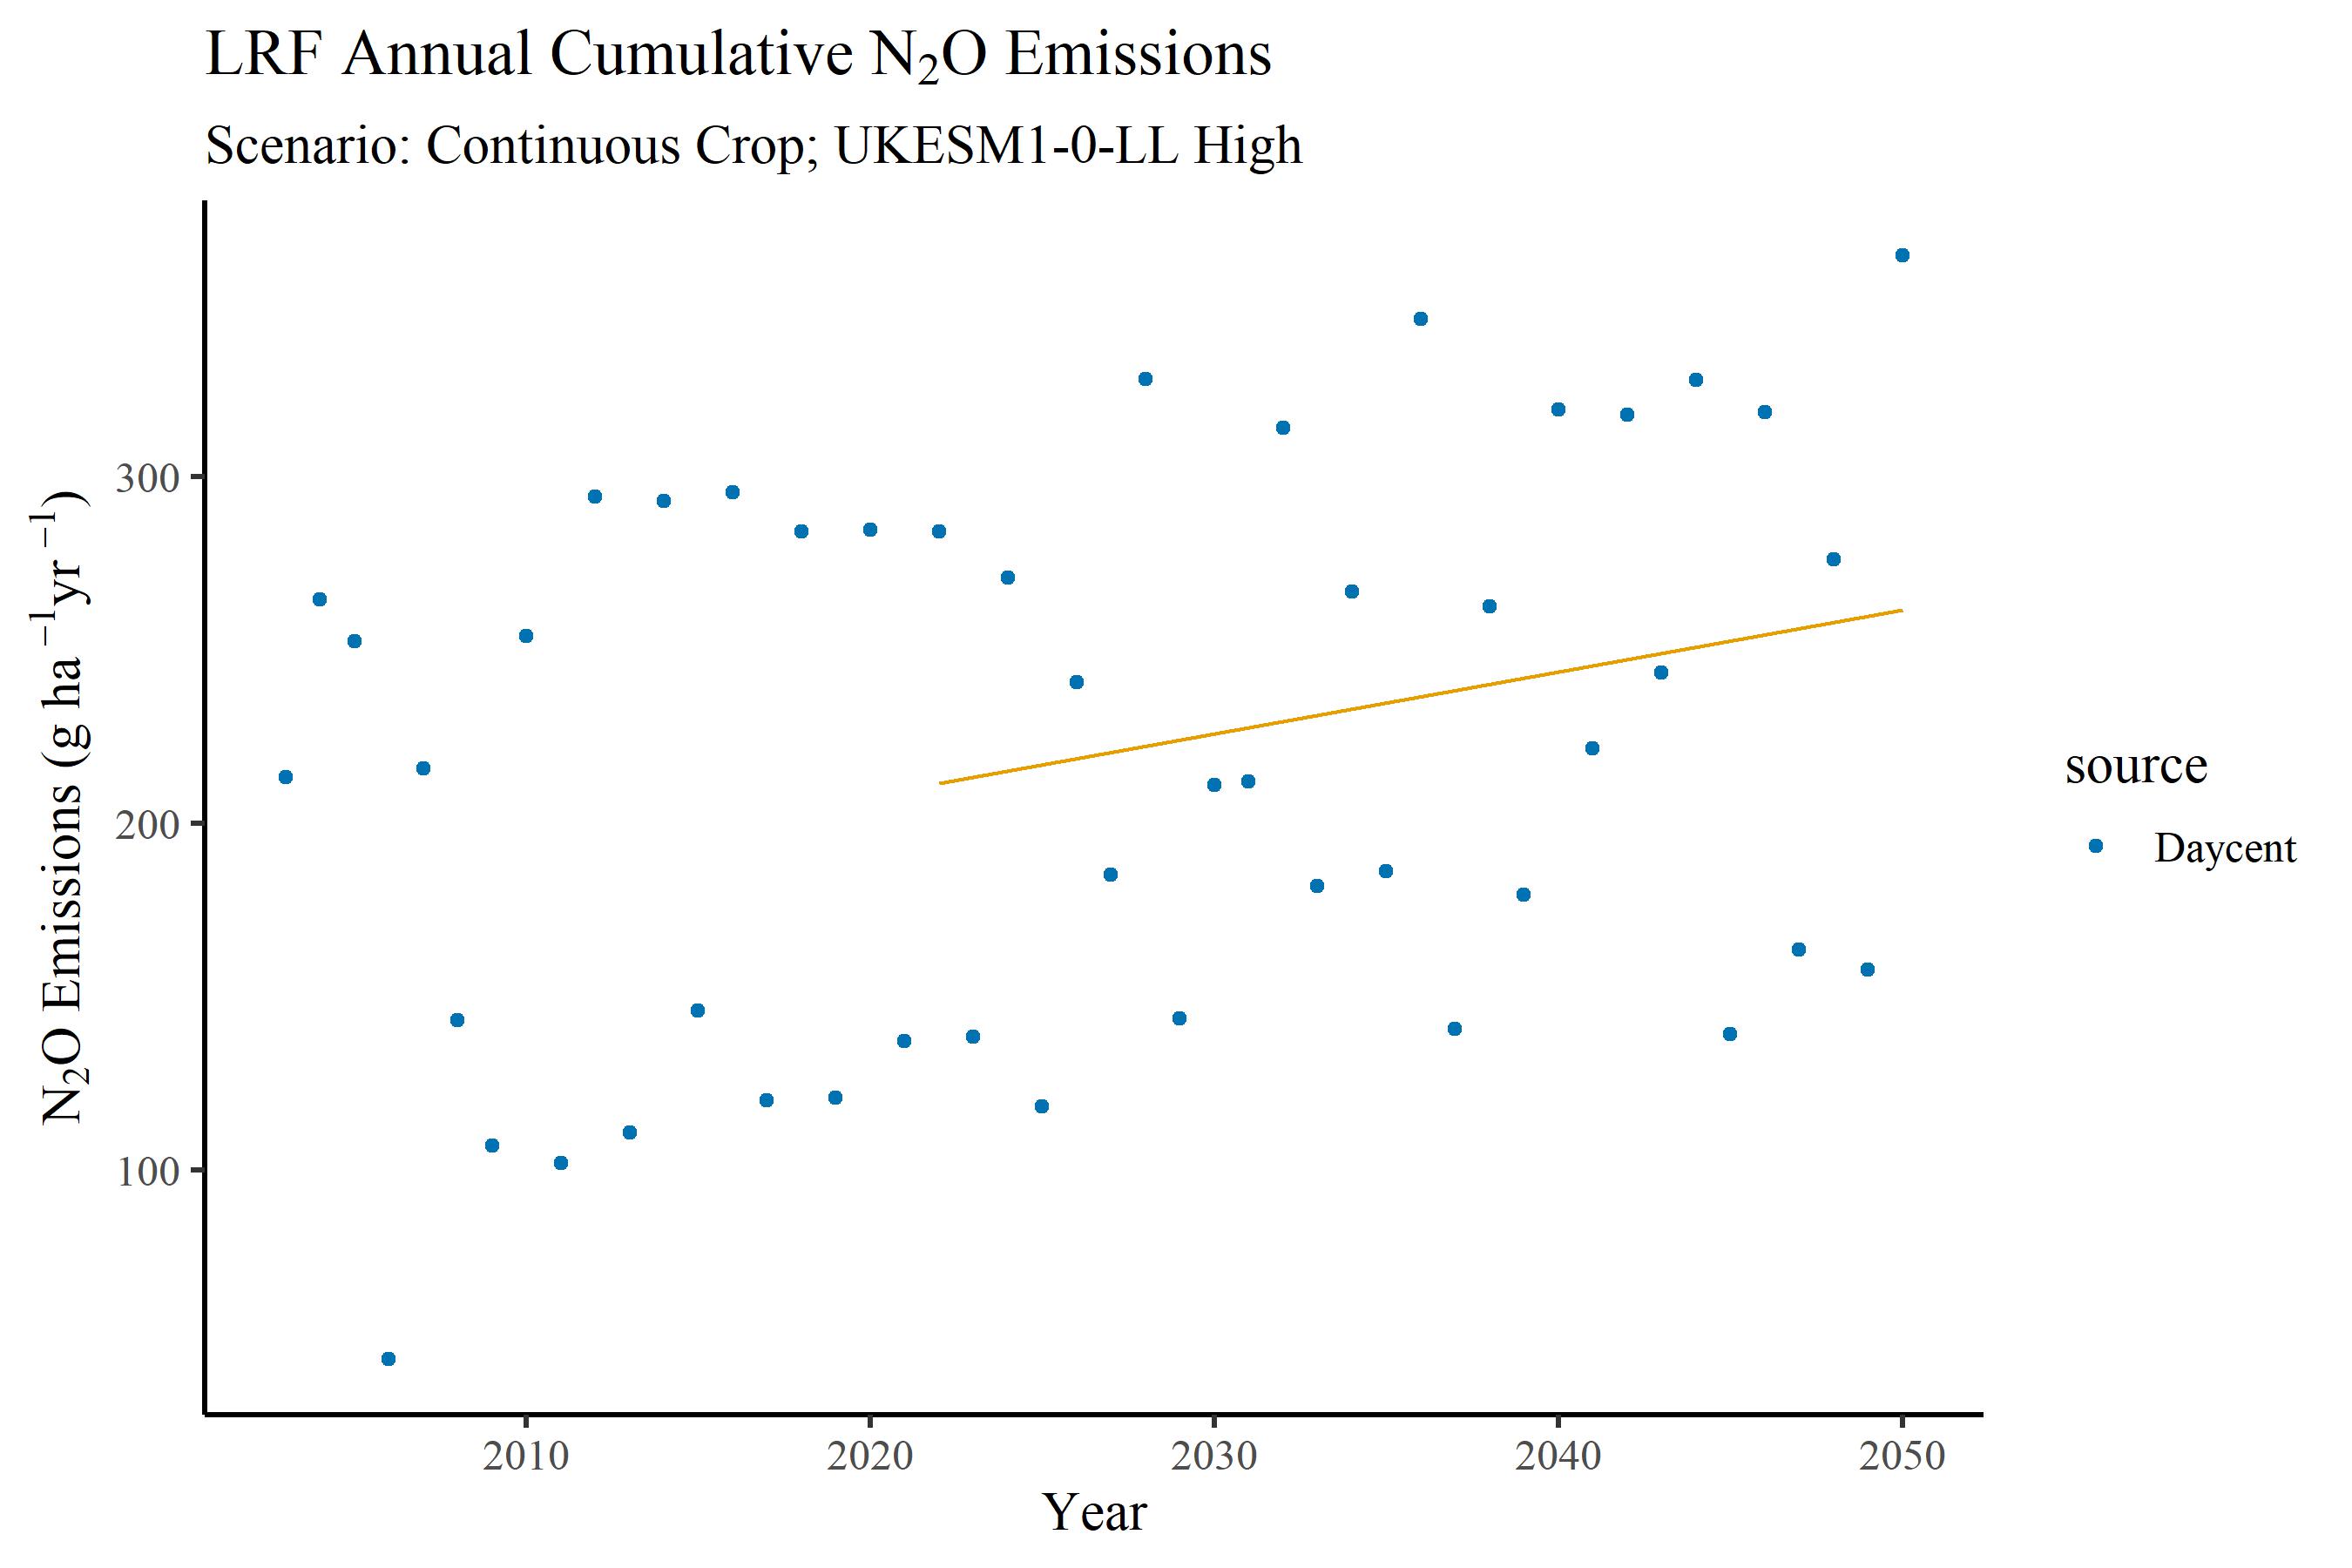 LRF Annual Cumulative N₂O Emissions
Scenario: Continuous Crop; UKESM1-0-LL High
N₂O Emissions (g ha ⁻¹yr ⁻¹)
300
200
100
2010 2020 2030 2040 2050
Year
source
Daycent